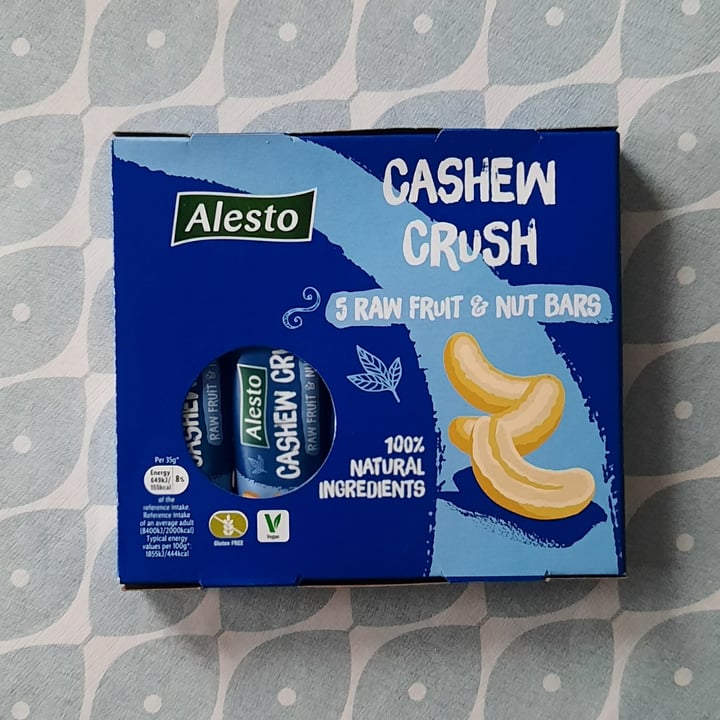 CASHEW
CRUSH
Alesto
5 RAW FRUIT & NUT BARS
Alesto
CASHEW CR
RAW FRUIT & NU
CASHEW
RAW FRUIT &
100%
NATURAL
INGREDIENTS
Per 35g*
Energy
649kJ/
155kcal
8%
of the
reference intake.
Reference intake
of an average adult
(8400kJ/2000kcal)
Typical energy
values per 100g*:
1855kJ/444kcal
Gluten FREE
V
Vegan